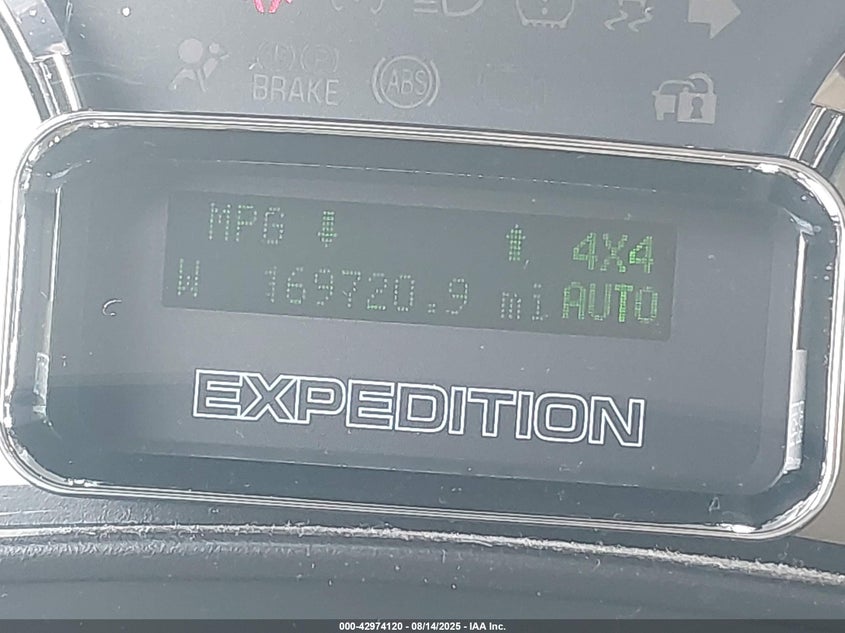 BRAKE
ABS
MPG 4X4
W 169720.9 mi AUTO
EXPEDITION
000-42974120 - 08/14/2025 - IAA Inc.